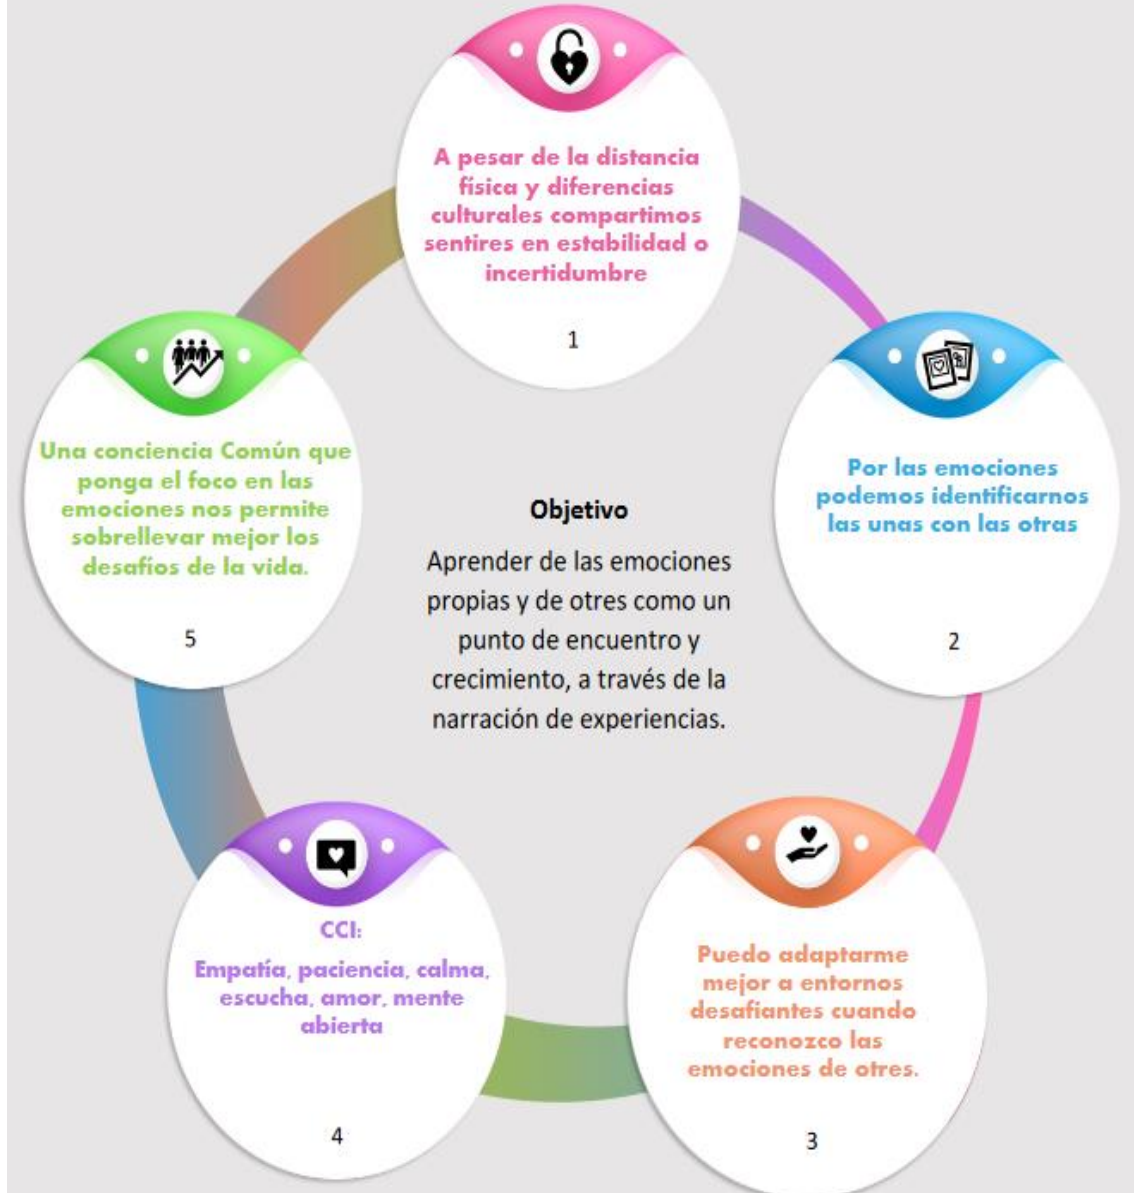 A pesar de la distancia
física y diferencias
culturales compartimos
sentires en estabilidad o
incertidumbre
1
Por las emociones
podemos identificarnos
las unas con las otras
2
Puedo adaptarme
mejor a entornos
desafiantes cuando
reconozco las
emociones de otres.
3
CCI:
Empatía, paciencia, calma,
escucha, amor, mente
abierta
4
Una conciencia Común que
ponga el foco en las
emociones nos permite
sobrellevar mejor los
desafíos de la vida.
5
Objetivo
Aprender de las emociones
propias y de otres como un
punto de encuentro y
crecimiento, a través de la
narración de experiencias.